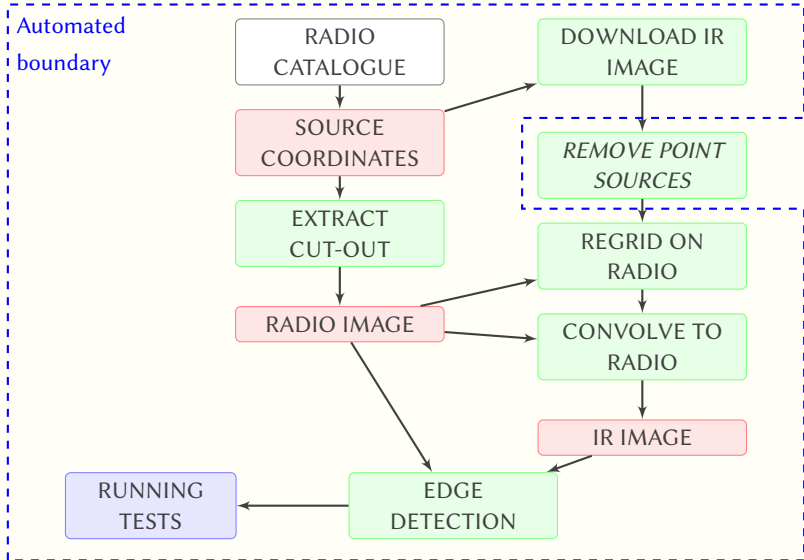 Automated
boundary
RADIO
CATALOGUE
DOWNLOAD IR
IMAGE
SOURCE
COORDINATES
REMOVE POINT
SOURCES
EXTRACT
CUT-OUT
REGRID ON
RADIO
RADIO IMAGE
CONVOLVE TO
RADIO
IR IMAGE
RUNNING
TESTS
EDGE
DETECTION